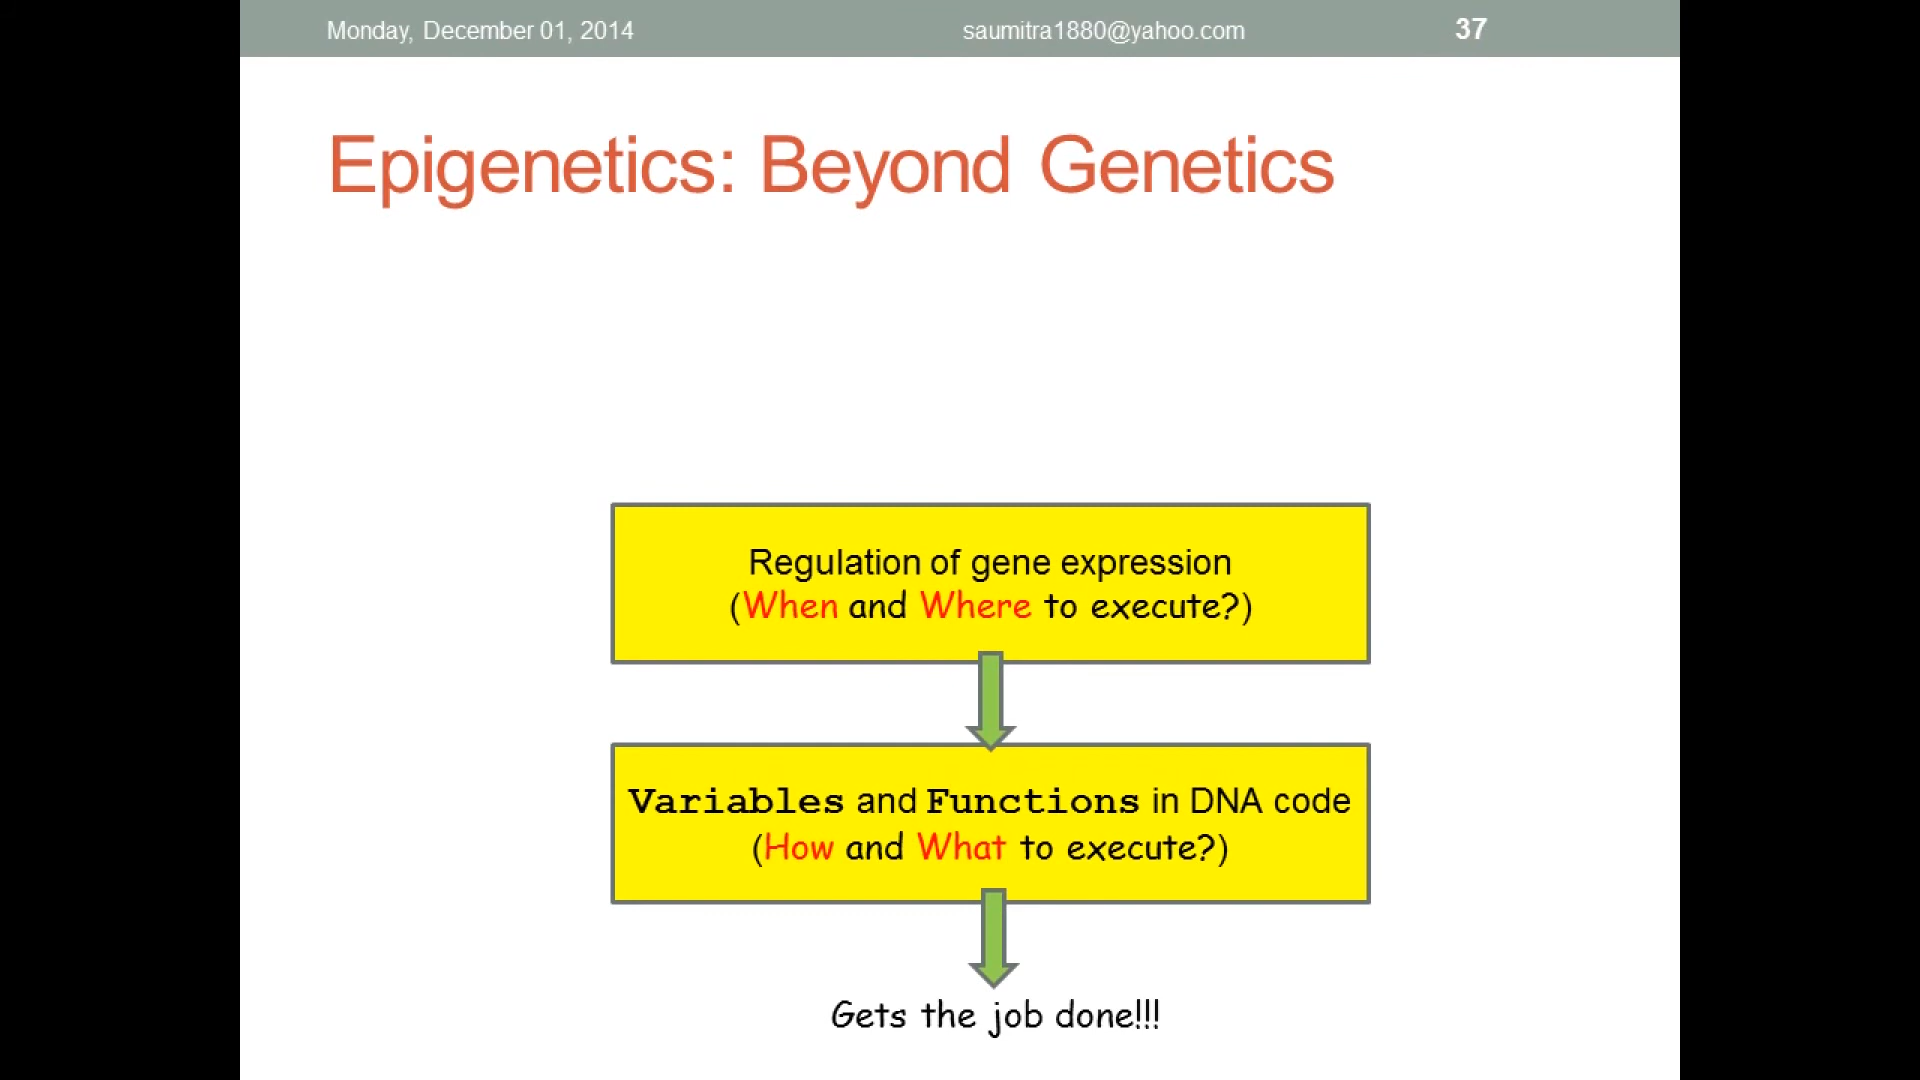 Monday, December 01, 2014 saumitra1880@yahoo.com 37
Epigenetics: Beyond Genetics
Regulation of gene expression
(When and Where to execute?)
Variables and Functions in DNA code
(How and What to execute?)
Gets the job done!!!